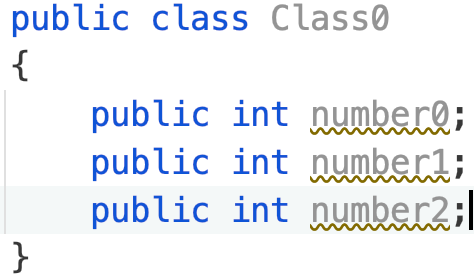 public class Class0
{
    public int number0;
    public int number1;
    public int number2;
}